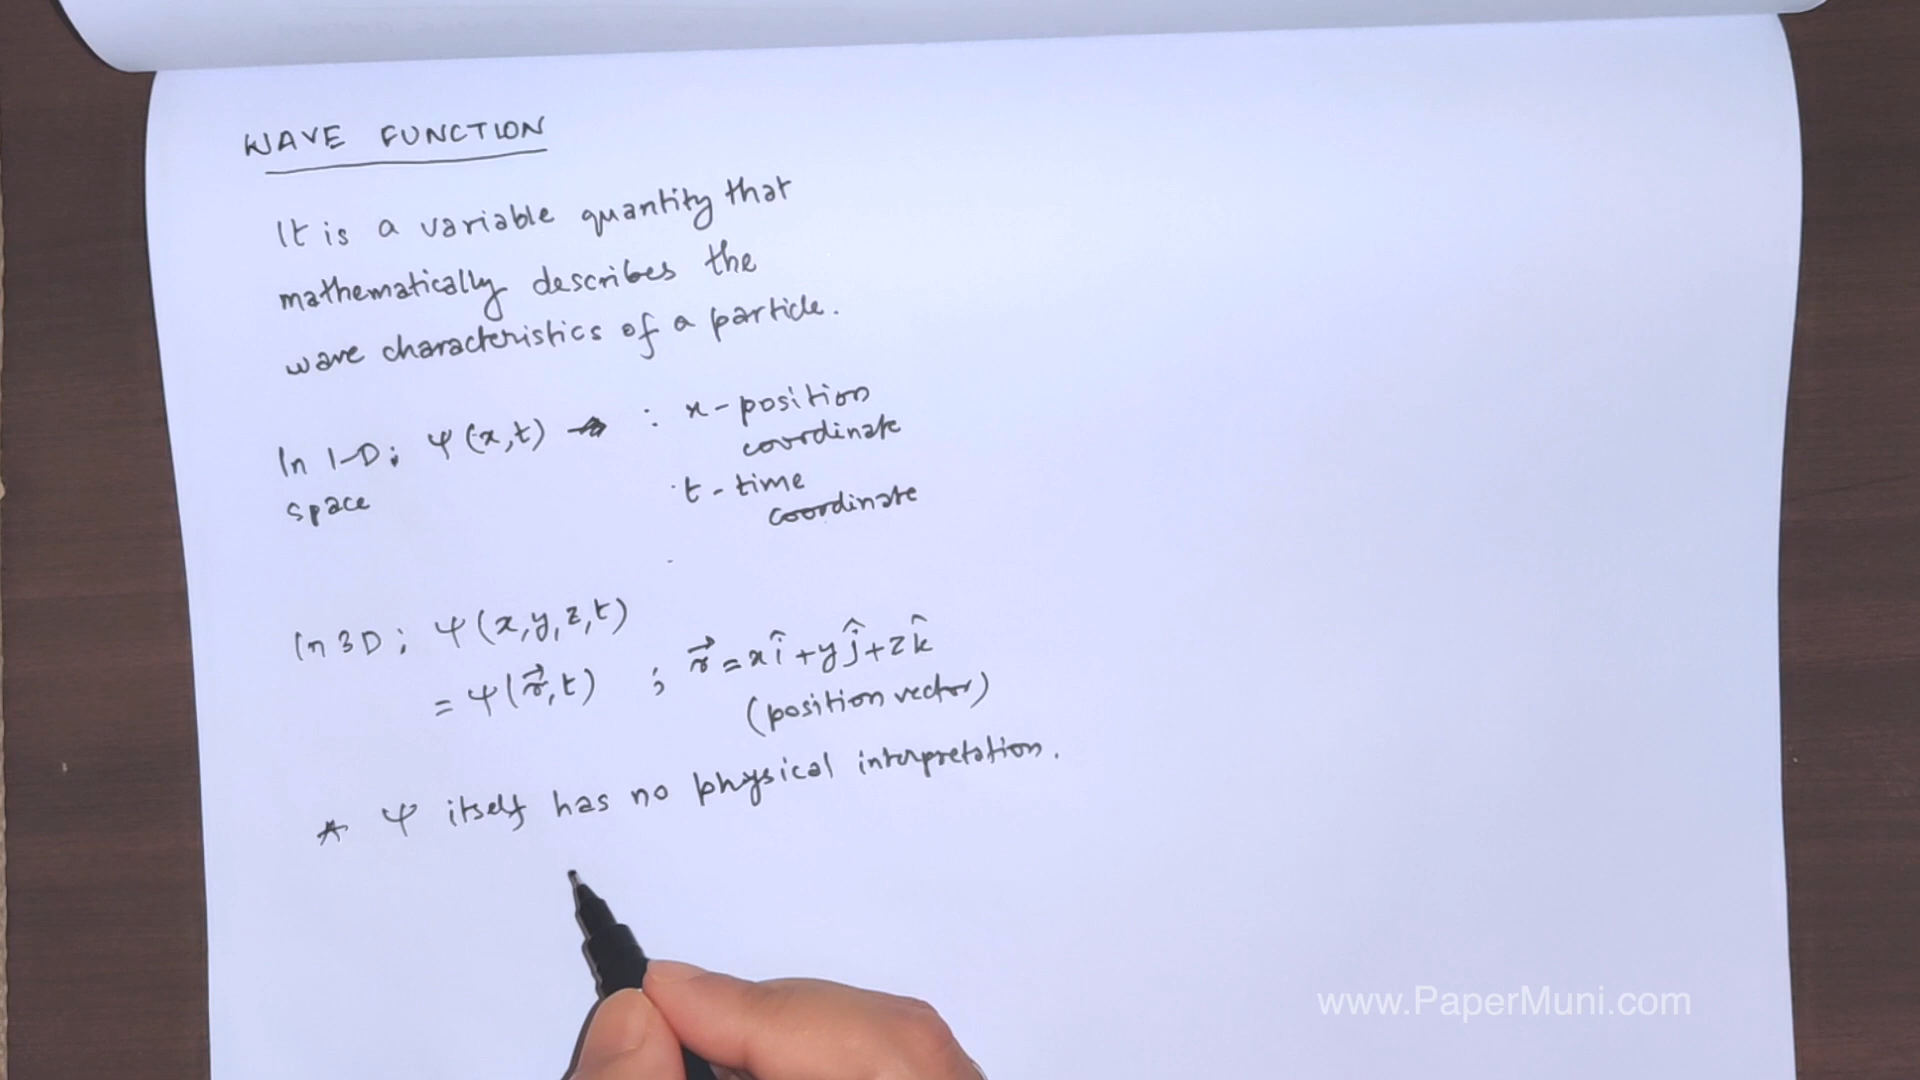 WAVE FUNCTION
It is a variable quantity that
mathematically describes the
wave characteristics of a particle.
In 1-D; ψ(x,t) : x - position
coordinate
space
t - time
coordinate
In 3D; ψ(x,y,z,t)
= ψ(r⃗,t) ; r⃗ = xî + yĵ + zk̂
(position vector)
* ψ itself has no physical interpretation.
www.PaperMuni.com